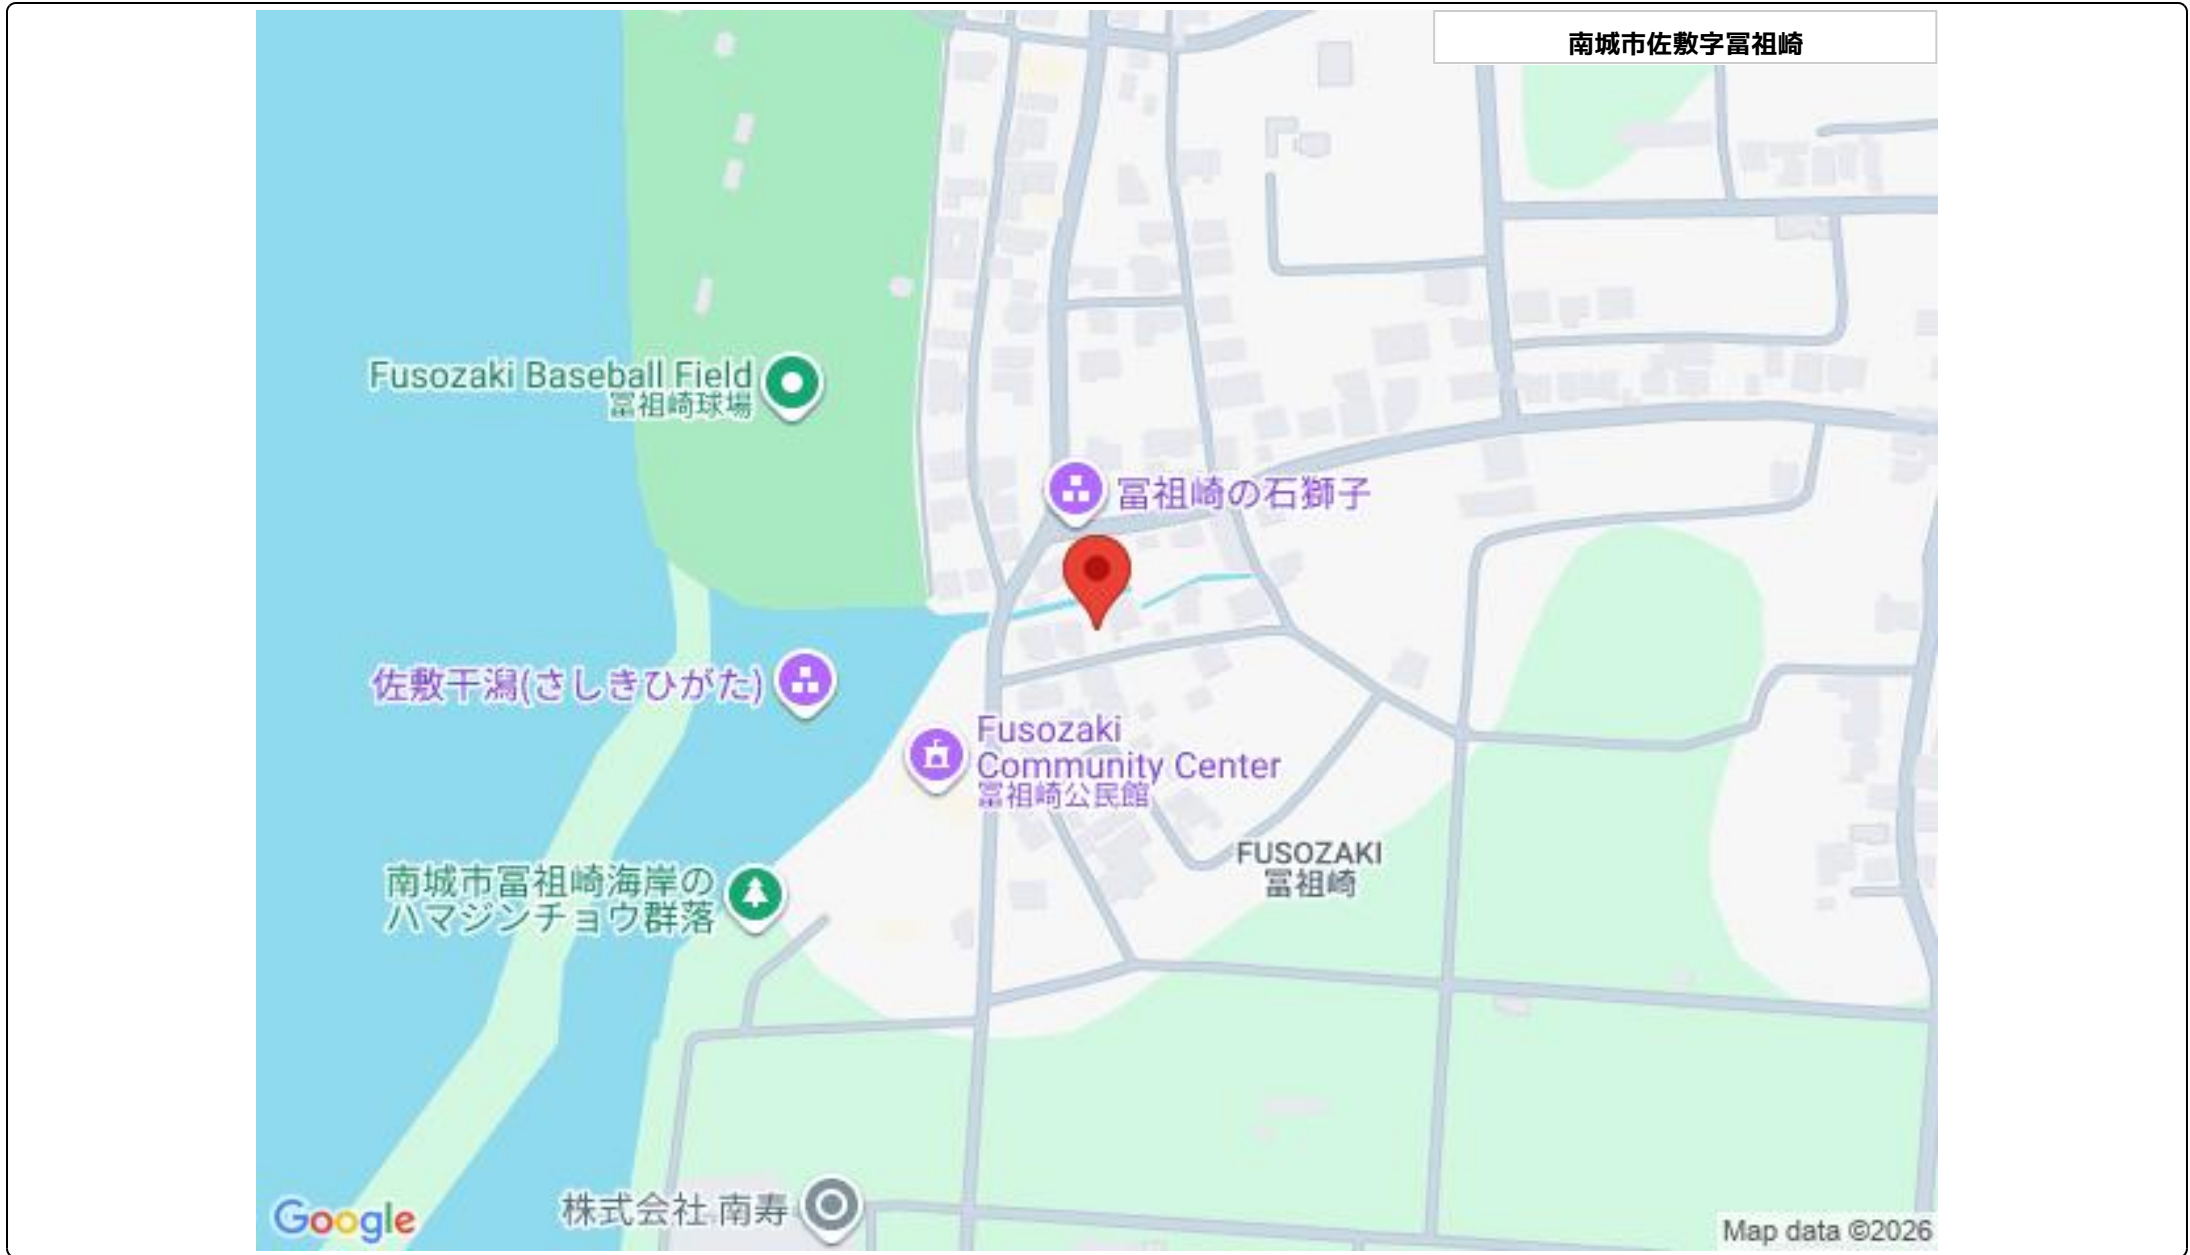 南城市佐敷字冨祖崎
Fusozaki Baseball Field
冨祖崎球場
冨祖崎の石獅子
佐敷干潟(さしきひがた)
Fusozaki
Community Center
冨祖崎公民館
FUSOZAKI
冨祖崎
南城市冨祖崎海岸の
ハマジンチョウ群落
株式会社 南寿
Google
Map data ©2026